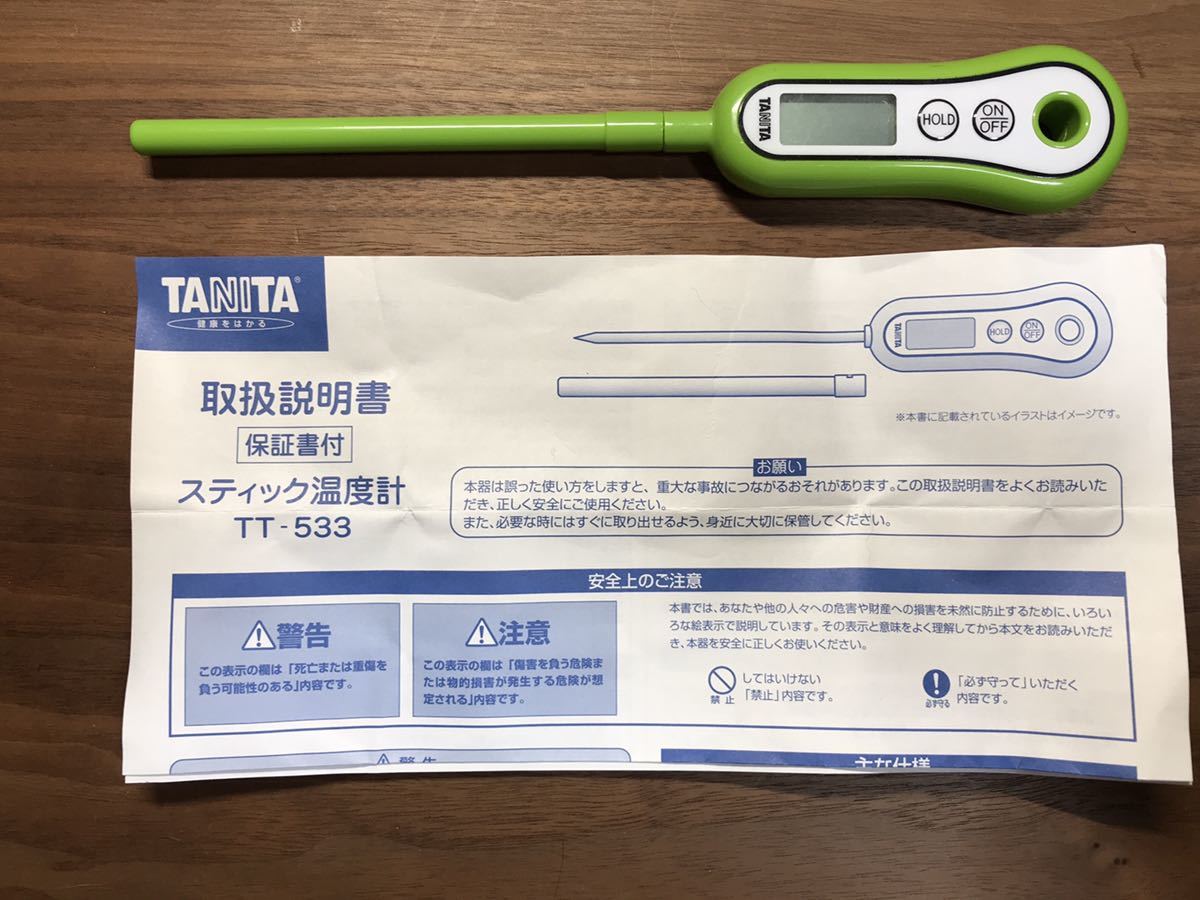 TANITA
HOLD
ON
OFF
TANITA®
健康をはかる
取扱説明書
保証書付
スティック温度計
TT-533
TANITA
HOLD
ON
OFF
※本書に記載されているイラストはイメージです。
お願い
本器は誤った使い方をしますと、重大な事故につながるおそれがあります。この取扱説明書をよくお読みいた
だき、正しく安全にご使用ください。
また、必要な時にはすぐに取り出せるよう、身近に大切に保管してください。
安全上のご注意
警告
この表示の欄は「死亡または重傷を
負う可能性のある」内容です。
注意
この表示の欄は「傷害を負う危険ま
たは物的損害が発生する危険が想
定される」内容です。
本書では、あなたや他の人々への危害や財産への損害を未然に防止するために、いろい
ろな絵表示で説明しています。その表示と意味をよく理解してから本文をお読みいただ
き、本器を安全に正しくお使いください。
禁止
してはいけない
「禁止」内容です。
必ず守る
「必ず守って」いただく
内容です。
警告
主な仕様